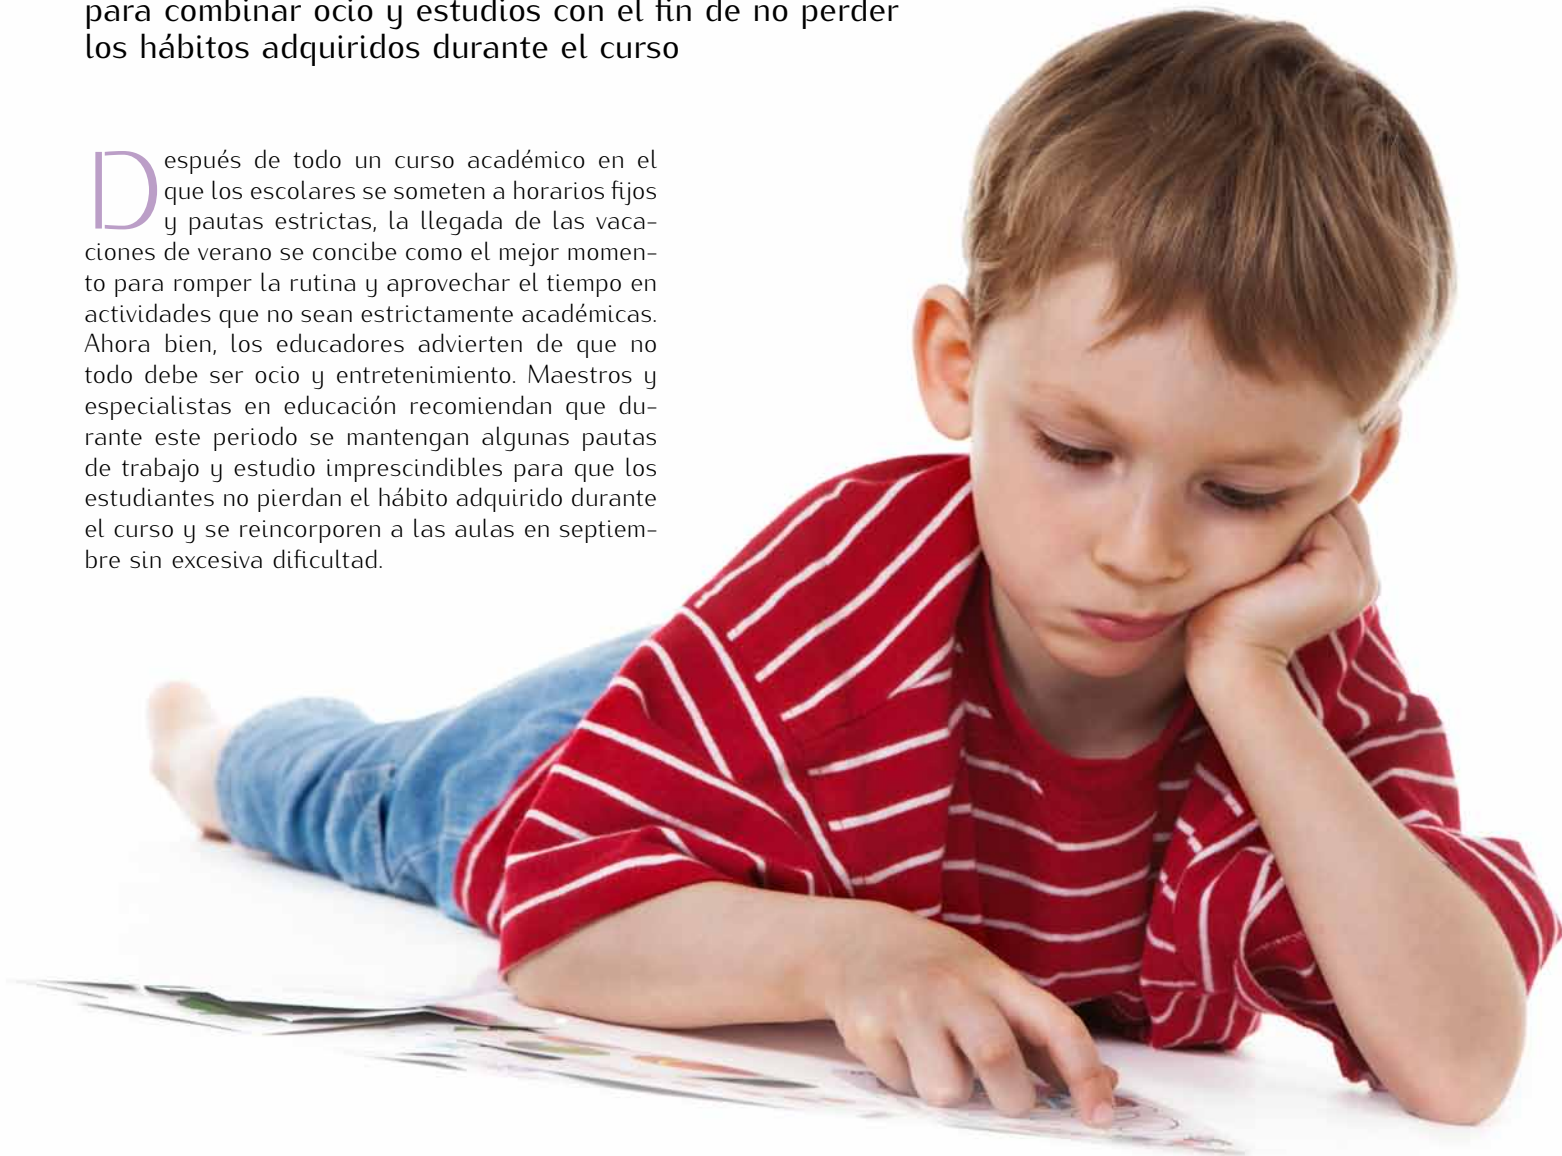 para combinar ocio y estudios con el fin de no perder
los hábitos adquiridos durante el curso
Después de todo un curso académico en el
que los escolares se someten a horarios fijos
y pautas estrictas, la llegada de las vaca-
ciones de verano se concibe como el mejor momen-
to para romper la rutina y aprovechar el tiempo en
actividades que no sean estrictamente académicas.
Ahora bien, los educadores advierten de que no
todo debe ser ocio y entretenimiento. Maestros y
especialistas en educación recomiendan que du-
rante este periodo se mantengan algunas pautas
de trabajo y estudio imprescindibles para que los
estudiantes no pierdan el hábito adquirido durante
el curso y se reincorporen a las aulas en septiem-
bre sin excesiva dificultad.